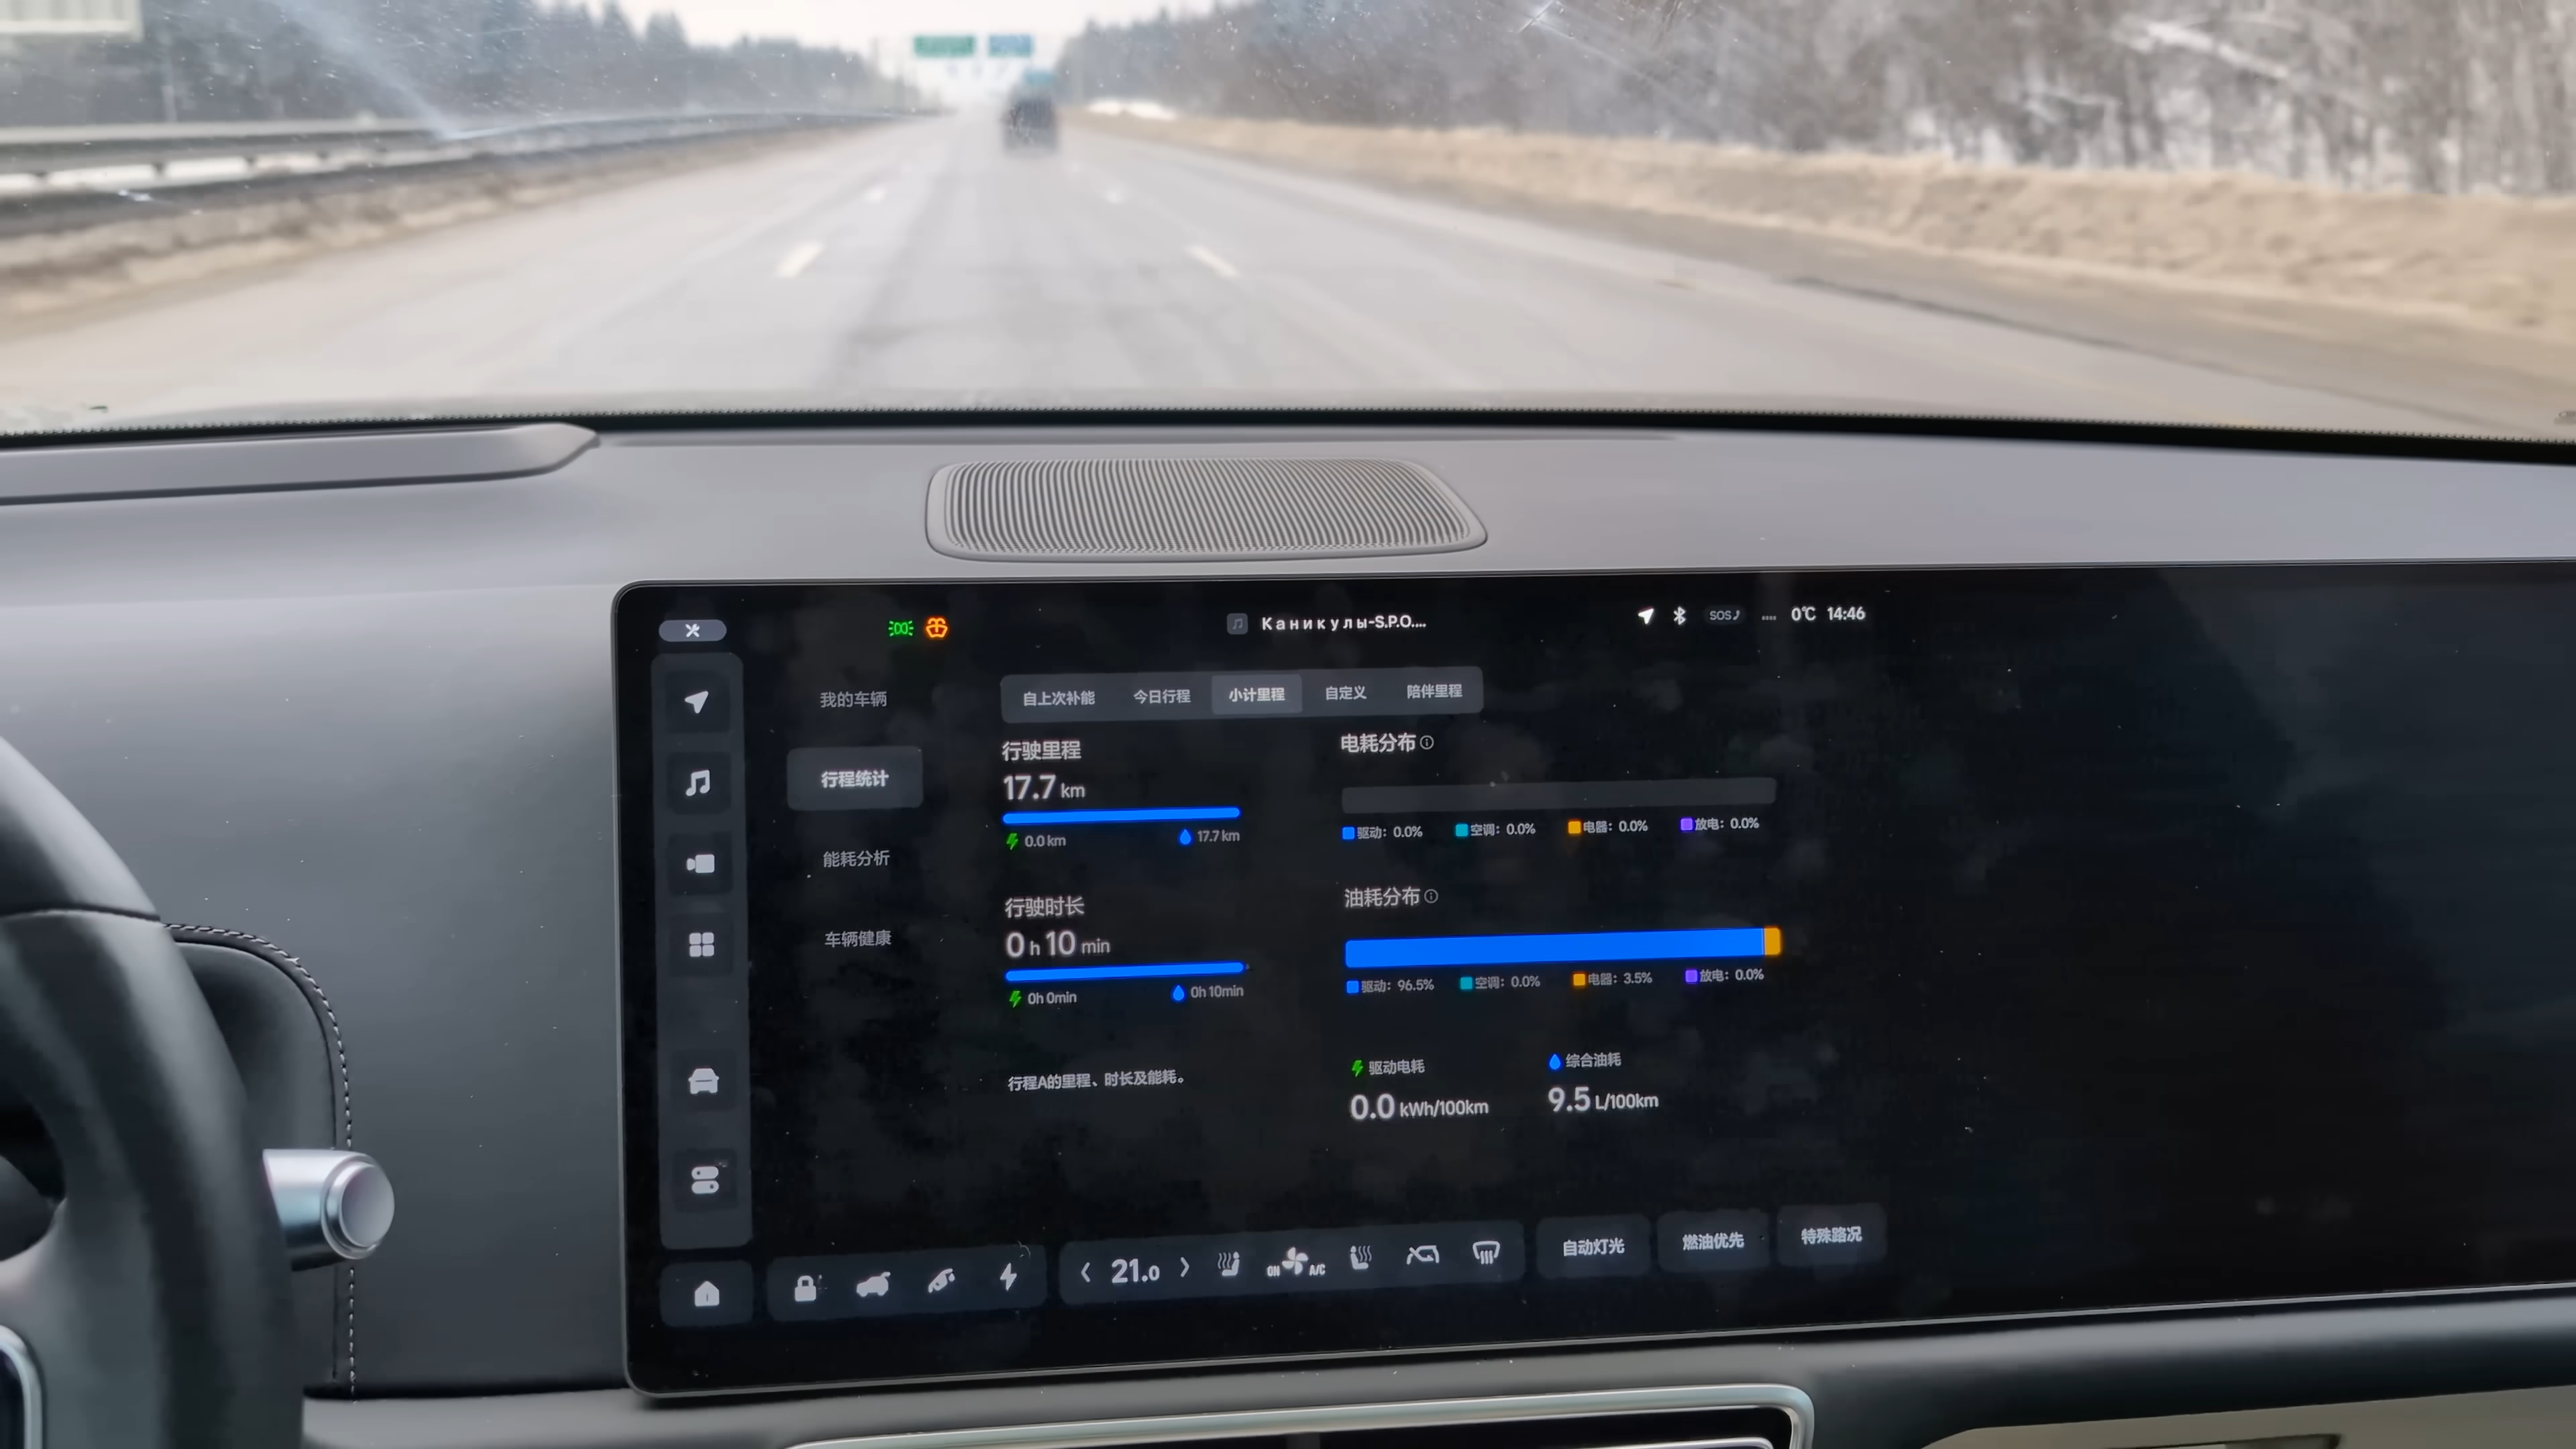 Каникулы-S.P.O....
SOS
0℃ 14:46
我的车辆
行程统计
能耗分析
车辆健康
自上次补能 今日行程 小计里程 自定义 陪伴里程
行驶里程
17.7 km
0.0 km 17.7 km
行驶时长
0 h 10 min
0h 0min 0h 10min
行程A的里程、时长及能耗。
电耗分布
驱动: 0.0% 空调: 0.0% 电器: 0.0% 放电: 0.0%
油耗分布
驱动: 96.5% 空调: 0.0% 电器: 3.5% 放电: 0.0%
驱动电耗 综合油耗
0.0 kWh/100km 9.5 L/100km
21.0 ON A/C 自动灯光 燃油优先 特殊路况